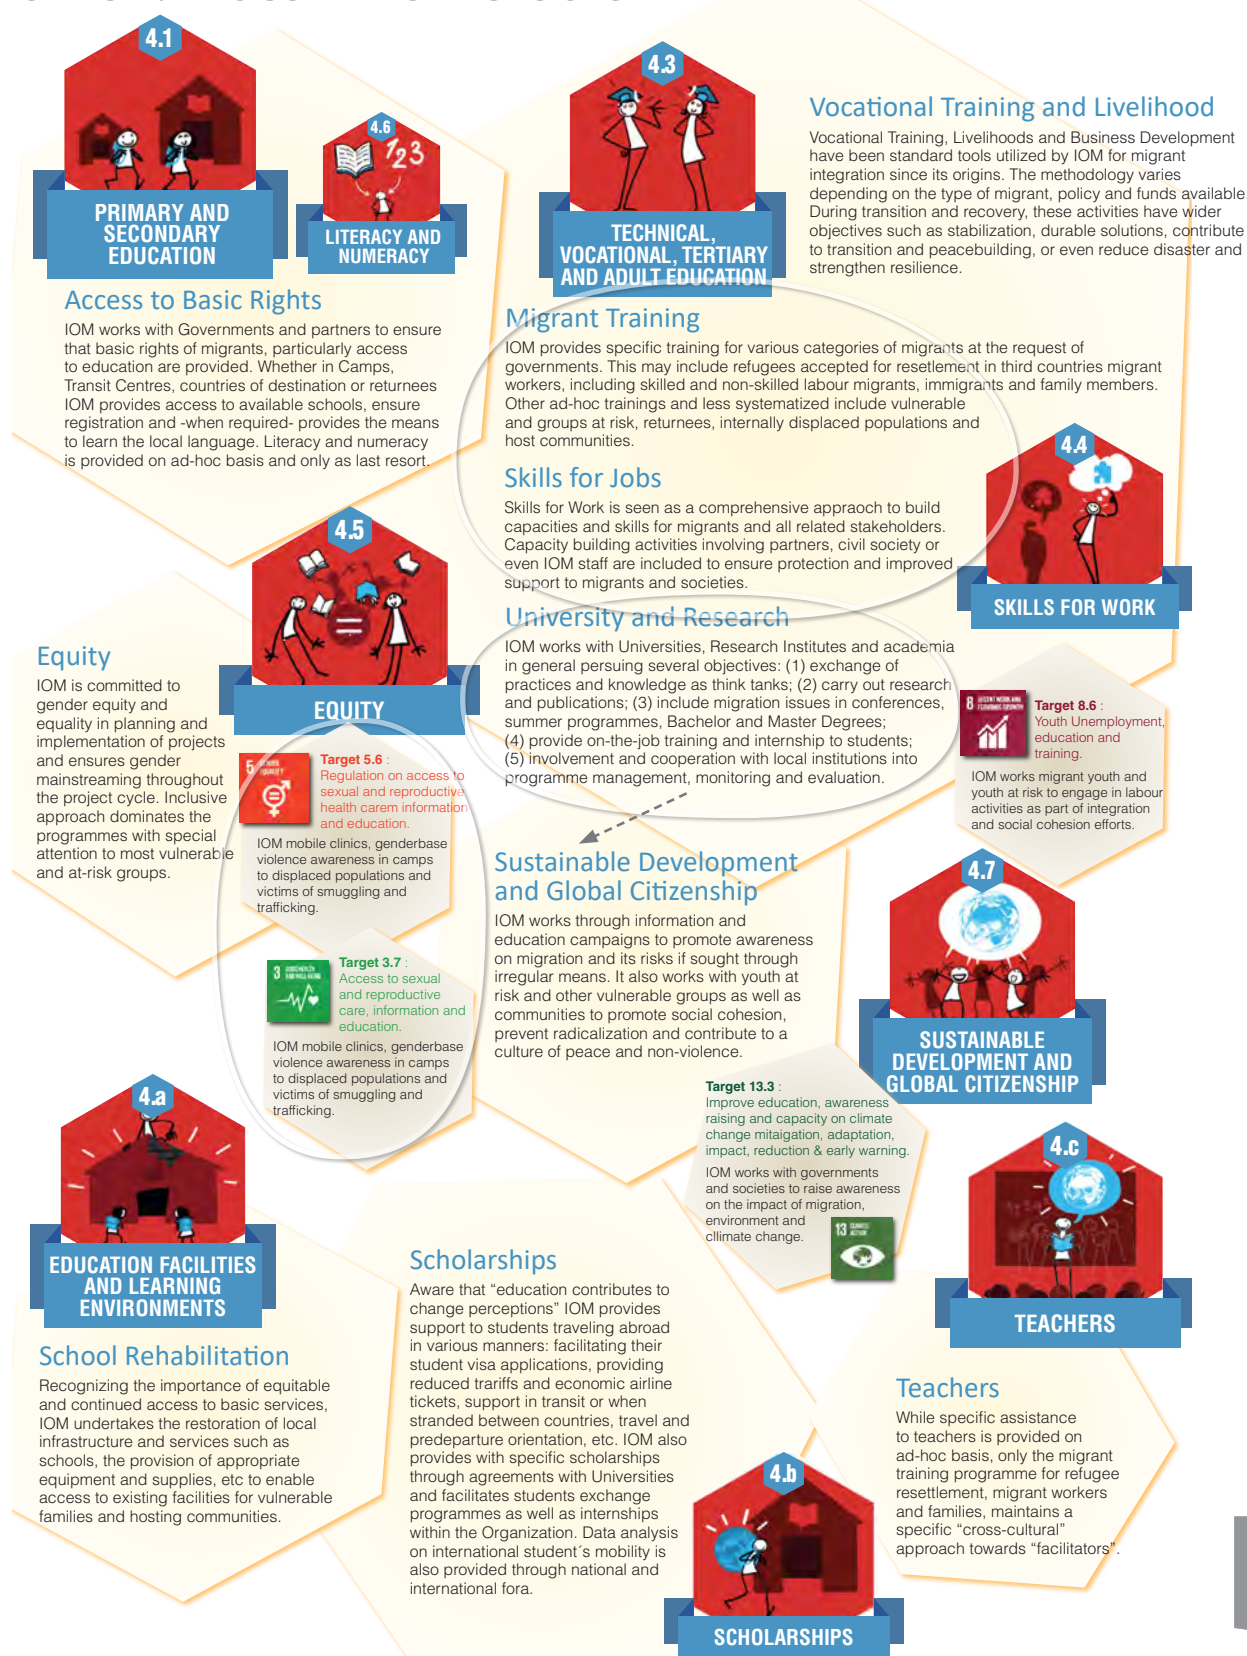 4.1
PRIMARY AND
SECONDARY
EDUCATION
4.6
123
LITERACY AND
NUMERACY
Access to Basic Rights
IOM works with Governments and partners to ensure
that basic rights of migrants, particularly access
to education are provided. Whether in Camps,
Transit Centres, countries of destination or returnees
IOM provides access to available schools, ensure
registration and -when required- provides the means
to learn the local language. Literacy and numeracy
is provided on ad-hoc basis and only as last resort.
4.3
TECHNICAL,
VOCATIONAL, TERTIARY
AND ADULT EDUCATION
Vocational Training and Livelihood
Vocational Training, Livelihoods and Business Development
have been standard tools utilized by IOM for migrant
integration since its origins. The methodology varies
depending on the type of migrant, policy and funds available
During transition and recovery, these activities have wider
objectives such as stabilization, durable solutions, contribute
to transition and peacebuilding, or even reduce disaster and
strengthen resilience.
Migrant Training
IOM provides specific training for various categories of migrants at the request of
governments. This may include refugees accepted for resetlement in third countries migrant
workers, including skilled and non-skilled labour migrants, immigrants and family members.
Other ad-hoc trainings and less systematized include vulnerable
and groups at risk, returnees, internally displaced populations and
host communities.
Skills for Jobs
Skills for Work is seen as a comprehensive appraoch to build
capacities and skills for migrants and all related stakeholders.
Capacity building activities involving partners, civil society or
even IOM staff are included to ensure protection and improved
support to migrants and societies.
4.4
SKILLS FOR WORK
University and Research
IOM works with Universities, Research Institutes and academia
in general persuing several objectives: (1) exchange of
practices and knowledge as think tanks; (2) carry out research
and publications; (3) include migration issues in conferences,
summer programmes, Bachelor and Master Degrees;
(4) provide on-the-job training and internship to students;
(5) involvement and cooperation with local institutions into
programme management, mnitoring and evaluation.
8 DECENT WORK AND
ECONOMIC GROWTH
Target 8.6 :
Youth Unemployment,
education and
training.
IOM works migrant youth and
youth at risk to engage in labour
activities as part of integration
and social cohesion efforts.
4.5
EQUITY
Equity
IOM is committed to
gender equity and
equality in planning and
implementation of projects
and ensures gender
mainstreaming throughout
the project cycle. Inclusive
approach dominates the
programmes with special
attention to most vulnerable
and at-risk groups.
5 GENDER
EQUALITY
Target 5.6 :
Regulation on access to
sexual and reproductive
health carem information
and education.
IOM mobile clinics, genderbase
violence awareness in camps
to displaced populations and
victims of smuggling and
trafficking.
3 GOOD HEALTH
AND WELL-BEING
Target 3.7 :
Access to sexual
and reproductive
care, information and
education.
IOM mobile clinics, genderbase
violence awareness in camps
to displaced populations and
victims of smuggling and
trafficking.
Sustainable Development
and Global Citizenship
IOM works through information and
education campaigns to promote awareness
on migration and its risks if sought through
irregular means. It also works with youth at
risk and other vulnerable groups as well as
communities to promote social cohesion,
prevent radicalization and contribute to a
culture of peace and non-violence.
4.7
SUSTAINABLE
DEVELOPMENT AND
GLOBAL CITIZENSHIP
Target 13.3 :
Improve education, awareness
raising and capacity on climate
change mitaigation, adaptation,
impact, reduction & early warning.
IOM works with governments
and societies to raise awareness
on the impact of migration,
environment and
cllimate change.
13 CLIMATE
ACTION
4.a
EDUCATION FACILITIES
AND LEARNING
ENVIRONMENTS
School Rehabilitation
Recognizing the importance of equitable
and continued access to basic services,
IOM undertakes the restoration of local
infrastructure and services such as
schools, the provision of appropriate
equipment and supplies, etc to enable
access to existing facilities for vulnerable
families and hosting communities.
Scholarships
Aware that “education contributes to
change perceptions” IOM provides
support to students traveling abroad
in various manners: facilitating their
student visa applications, providing
reduced trariffs and economic airline
tickets, support in transit or when
stranded between countries, travel and
predeparture orientation, etc. IOM also
provides with specific scholarships
through agreements with Universities
and facilitates students exchange
programmes as well as internships
within the Organization. Data analysis
on international student´s mobility is
also provided through national and
international fora.
4.b
SCHOLARSHIPS
4.c
TEACHERS
Teachers
While specific assistance
to teachers is provided on
ad-hoc basis, only the migrant
training programme for refugee
resettlement, migrant workers
and families, maintains a
specific “cross-cultural”
approach towards “facilitators”.